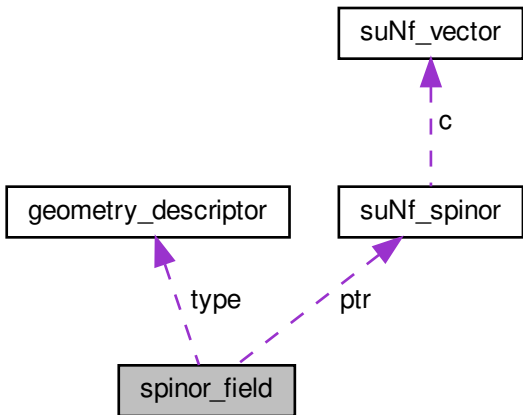 suNf_vector
c
geometry_descriptor
suNf_spinor
type
ptr
spinor_field